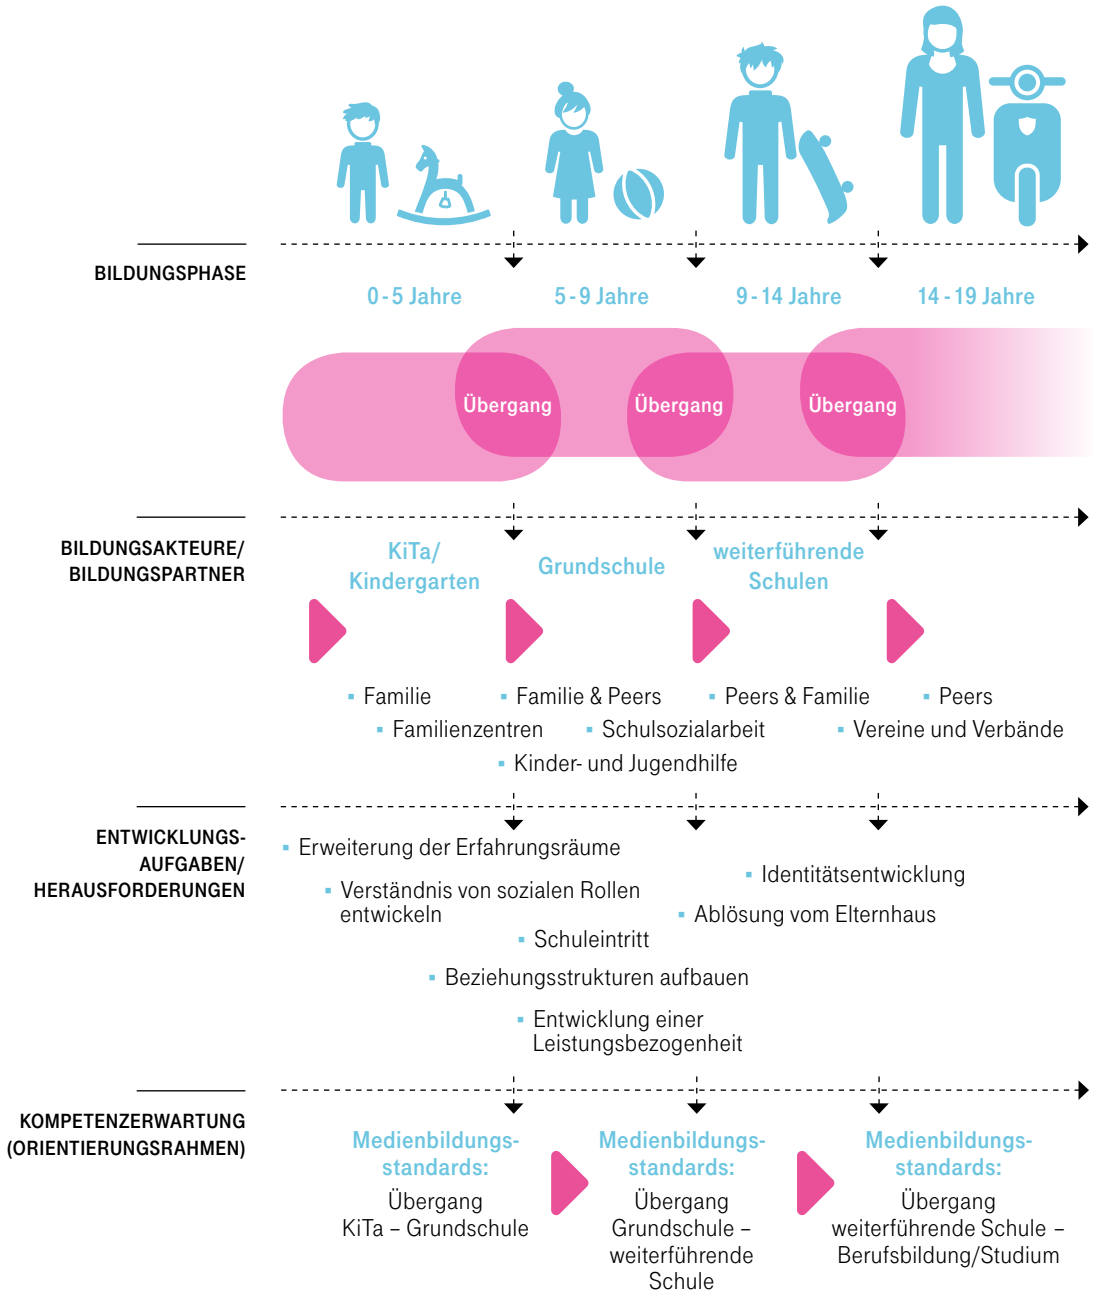 BILDUNGSPHASE
0 - 5 Jahre
5 - 9 Jahre
9 - 14 Jahre
14 - 19 Jahre
Übergang
Übergang
Übergang
BILDUNGSAKTEURE/
BILDUNGSPARTNER
KiTa/
Kindergarten
Grundschule
weiterführende
Schulen
▪ Familie
▪ Familie & Peers
▪ Peers & Familie
▪ Peers
▪ Familienzentren
▪ Schulsozialarbeit
▪ Vereine und Verbände
▪ Kinder- und Jugendhilfe
ENTWICKLUNGS-
AUFGABEN/
HERAUSFORDERUNGEN
▪ Erweiterung der Erfahrungsräume
▪ Identitätsentwicklung
▪ Verständnis von sozialen Rollen
entwickeln
▪ Ablösung vom Elternhaus
▪ Schuleintritt
▪ Beziehungsstrukturen aufbauen
▪ Entwicklung einer
Leistungsbezogenheit
KOMPETENZERWARTUNG
(ORIENTIERUNGSRAHMEN)
Medienbildungs-
standards:
Übergang
KiTa – Grundschule
Medienbildungs-
standards:
Übergang
Grundschule –
weiterführende
Schule
Medienbildungs-
standards:
Übergang
weiterführende Schule –
Berufsbildung/Studium